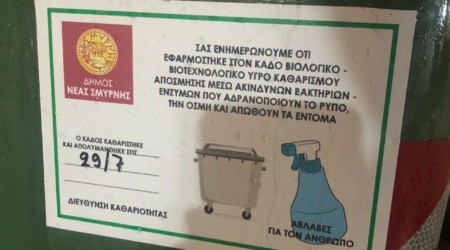 ΔΗΜΟΣ
ΝΕΑΣ ΣΜΥΡΝΗΣ
ΣΑΣ ΕΝΗΜΕΡΩΝΟΥΜΕ ΟΤΙ
ΕΦΑΡΜΟΣΤΗΚΕ ΣΤΟΝ ΚΑΔΟ ΒΙΟΛΟΓΙΚΟ -
ΒΙΟΤΕΧΝΟΛΟΓΙΚΟ ΥΓΡΟ ΚΑΘΑΡΙΣΜΟΥ
ΑΠΟΣΜΗΣΗΣ ΜΕΣΩ ΑΚΙΝΔΥΝΩΝ ΒΑΚΤΗΡΙΩΝ -
ΕΝΖΥΜΩΝ ΠΟΥ ΑΔΡΑΝΟΠΟΙΟΥΝ ΤΟ ΡΥΠΟ,
ΤΗΝ ΟΣΜΗ ΚΑΙ ΑΠΩΘΟΥΝ ΤΑ ΕΝΤΟΜΑ
Ο ΚΑΔΟΣ ΚΑΘΑΡΙΣΤΗΚΕ
ΚΑΙ ΑΠΟΛΥΜΑΝΘΗΚΕ ΣΤΙΣ
29/7
ΔΙΕΥΘΥΝΣΗ ΚΑΘΑΡΙΟΤΗΤΑΣ
ΑΒΛΑΒΕΣ
ΓΙΑ ΤΟΝ ΑΝΘΡΩΠΟ